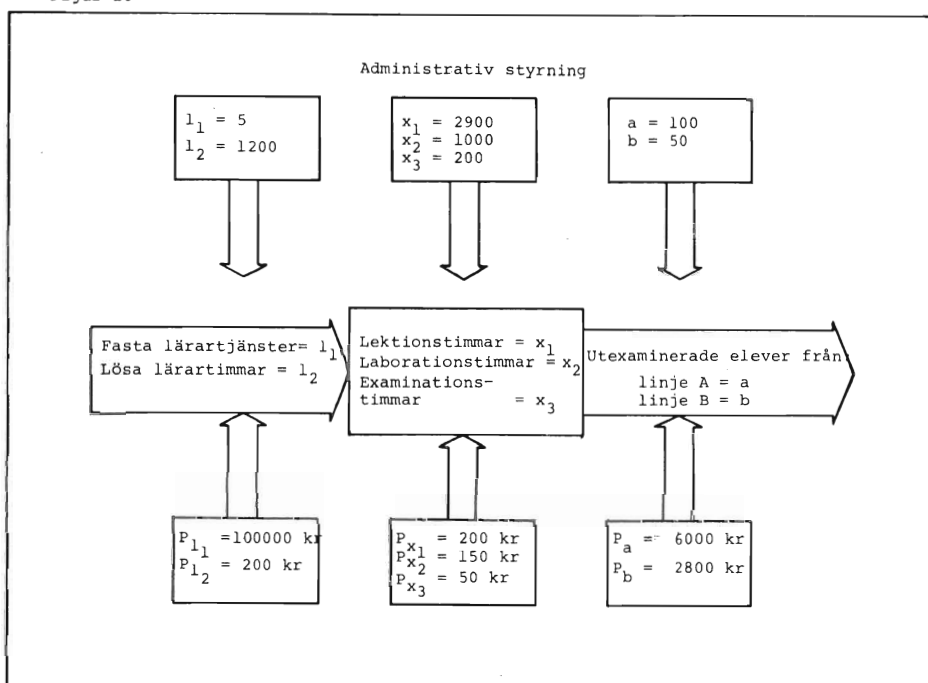 Administrativ styrning
l1 = 5
l2 = 1200
x1 = 2900
x2 = 1000
x3 = 200
a = 100
b = 50
Fasta lärartjänster= l1
Lösa lärartimmar = l2
Lektionstimmar = x1
Laborationstimmar = x2
Examinations-
timmar = x3
Utexaminerade elever från:
linje A = a
linje B = b
Pl1 =100000 kr
Pl2 = 200 kr
Px1 = 200 kr
Px2 = 150 kr
Px3 = 50 kr
Pa = 6000 kr
Pb = 2800 kr